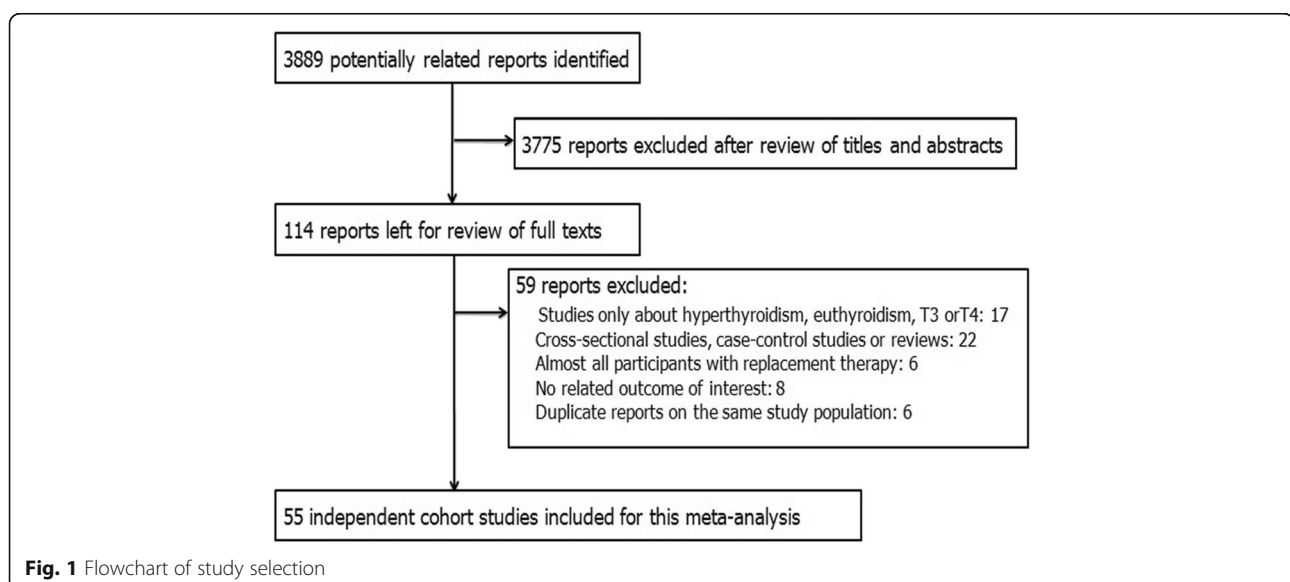 3889 potentially related reports identified
3775 reports excluded after review of titles and abstracts
114 reports left for review of full texts
59 reports excluded:
Studies only about hyperthyroidism, euthyroidism, T3 orT4: 17
Cross-sectional studies, case-control studies or reviews: 22
Almost all participants with replacement therapy: 6
No related outcome of interest: 8
Duplicate reports on the same study population: 6
55 independent cohort studies included for this meta-analysis
Fig. 1 Flowchart of study selection